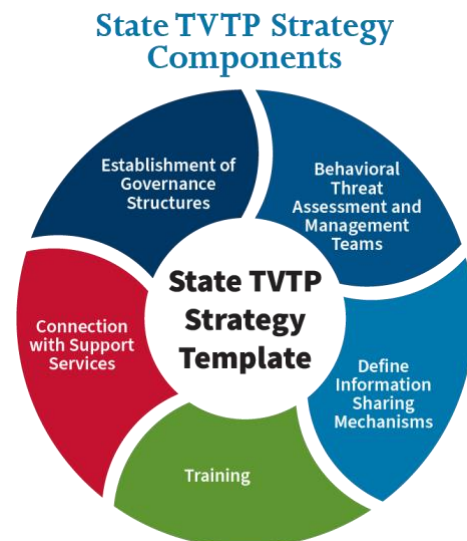 State TVTP Strategy
Components
Establishment of
Governance
Structures
Behavioral
Threat
Assessment and
Management
Teams
State TVTP
Strategy
Template
Connection
with Support
Services
Define
Information
Sharing
Mechanisms
Training